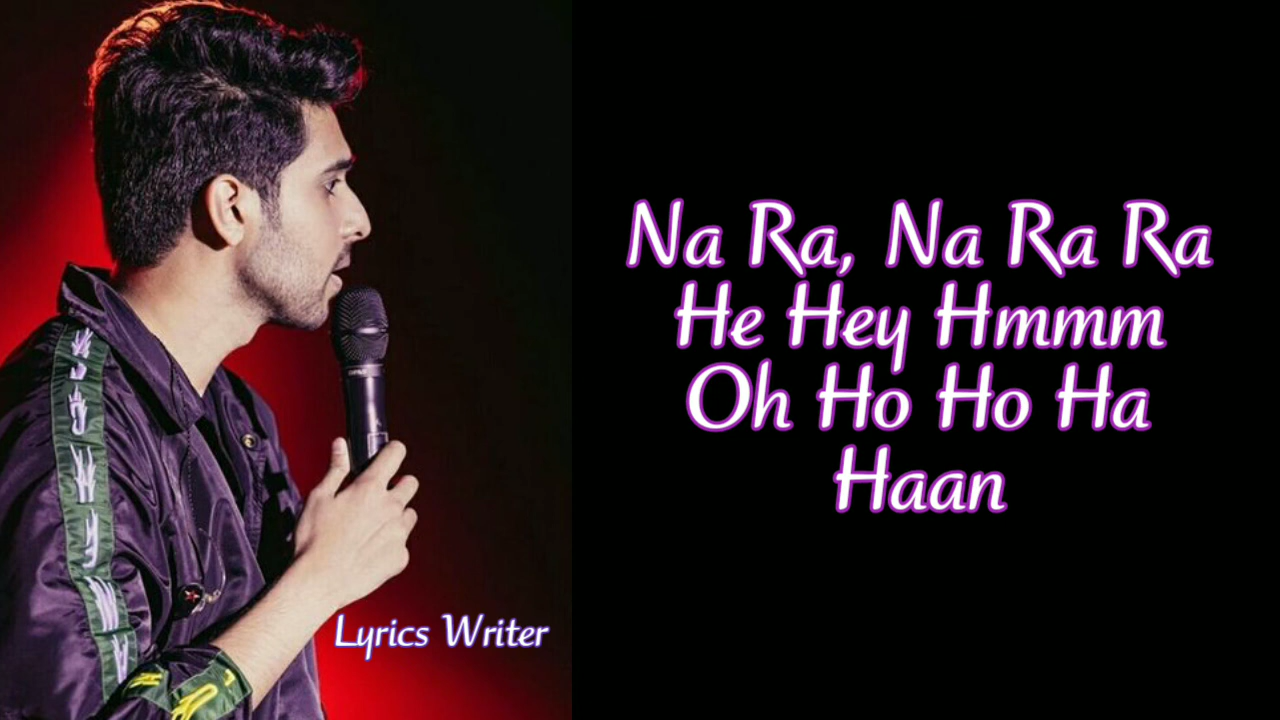 Na Ra, Na Ra Ra
He Hey Hmmm
Oh Ho Ho Ha
Haan
Lyrics Writer